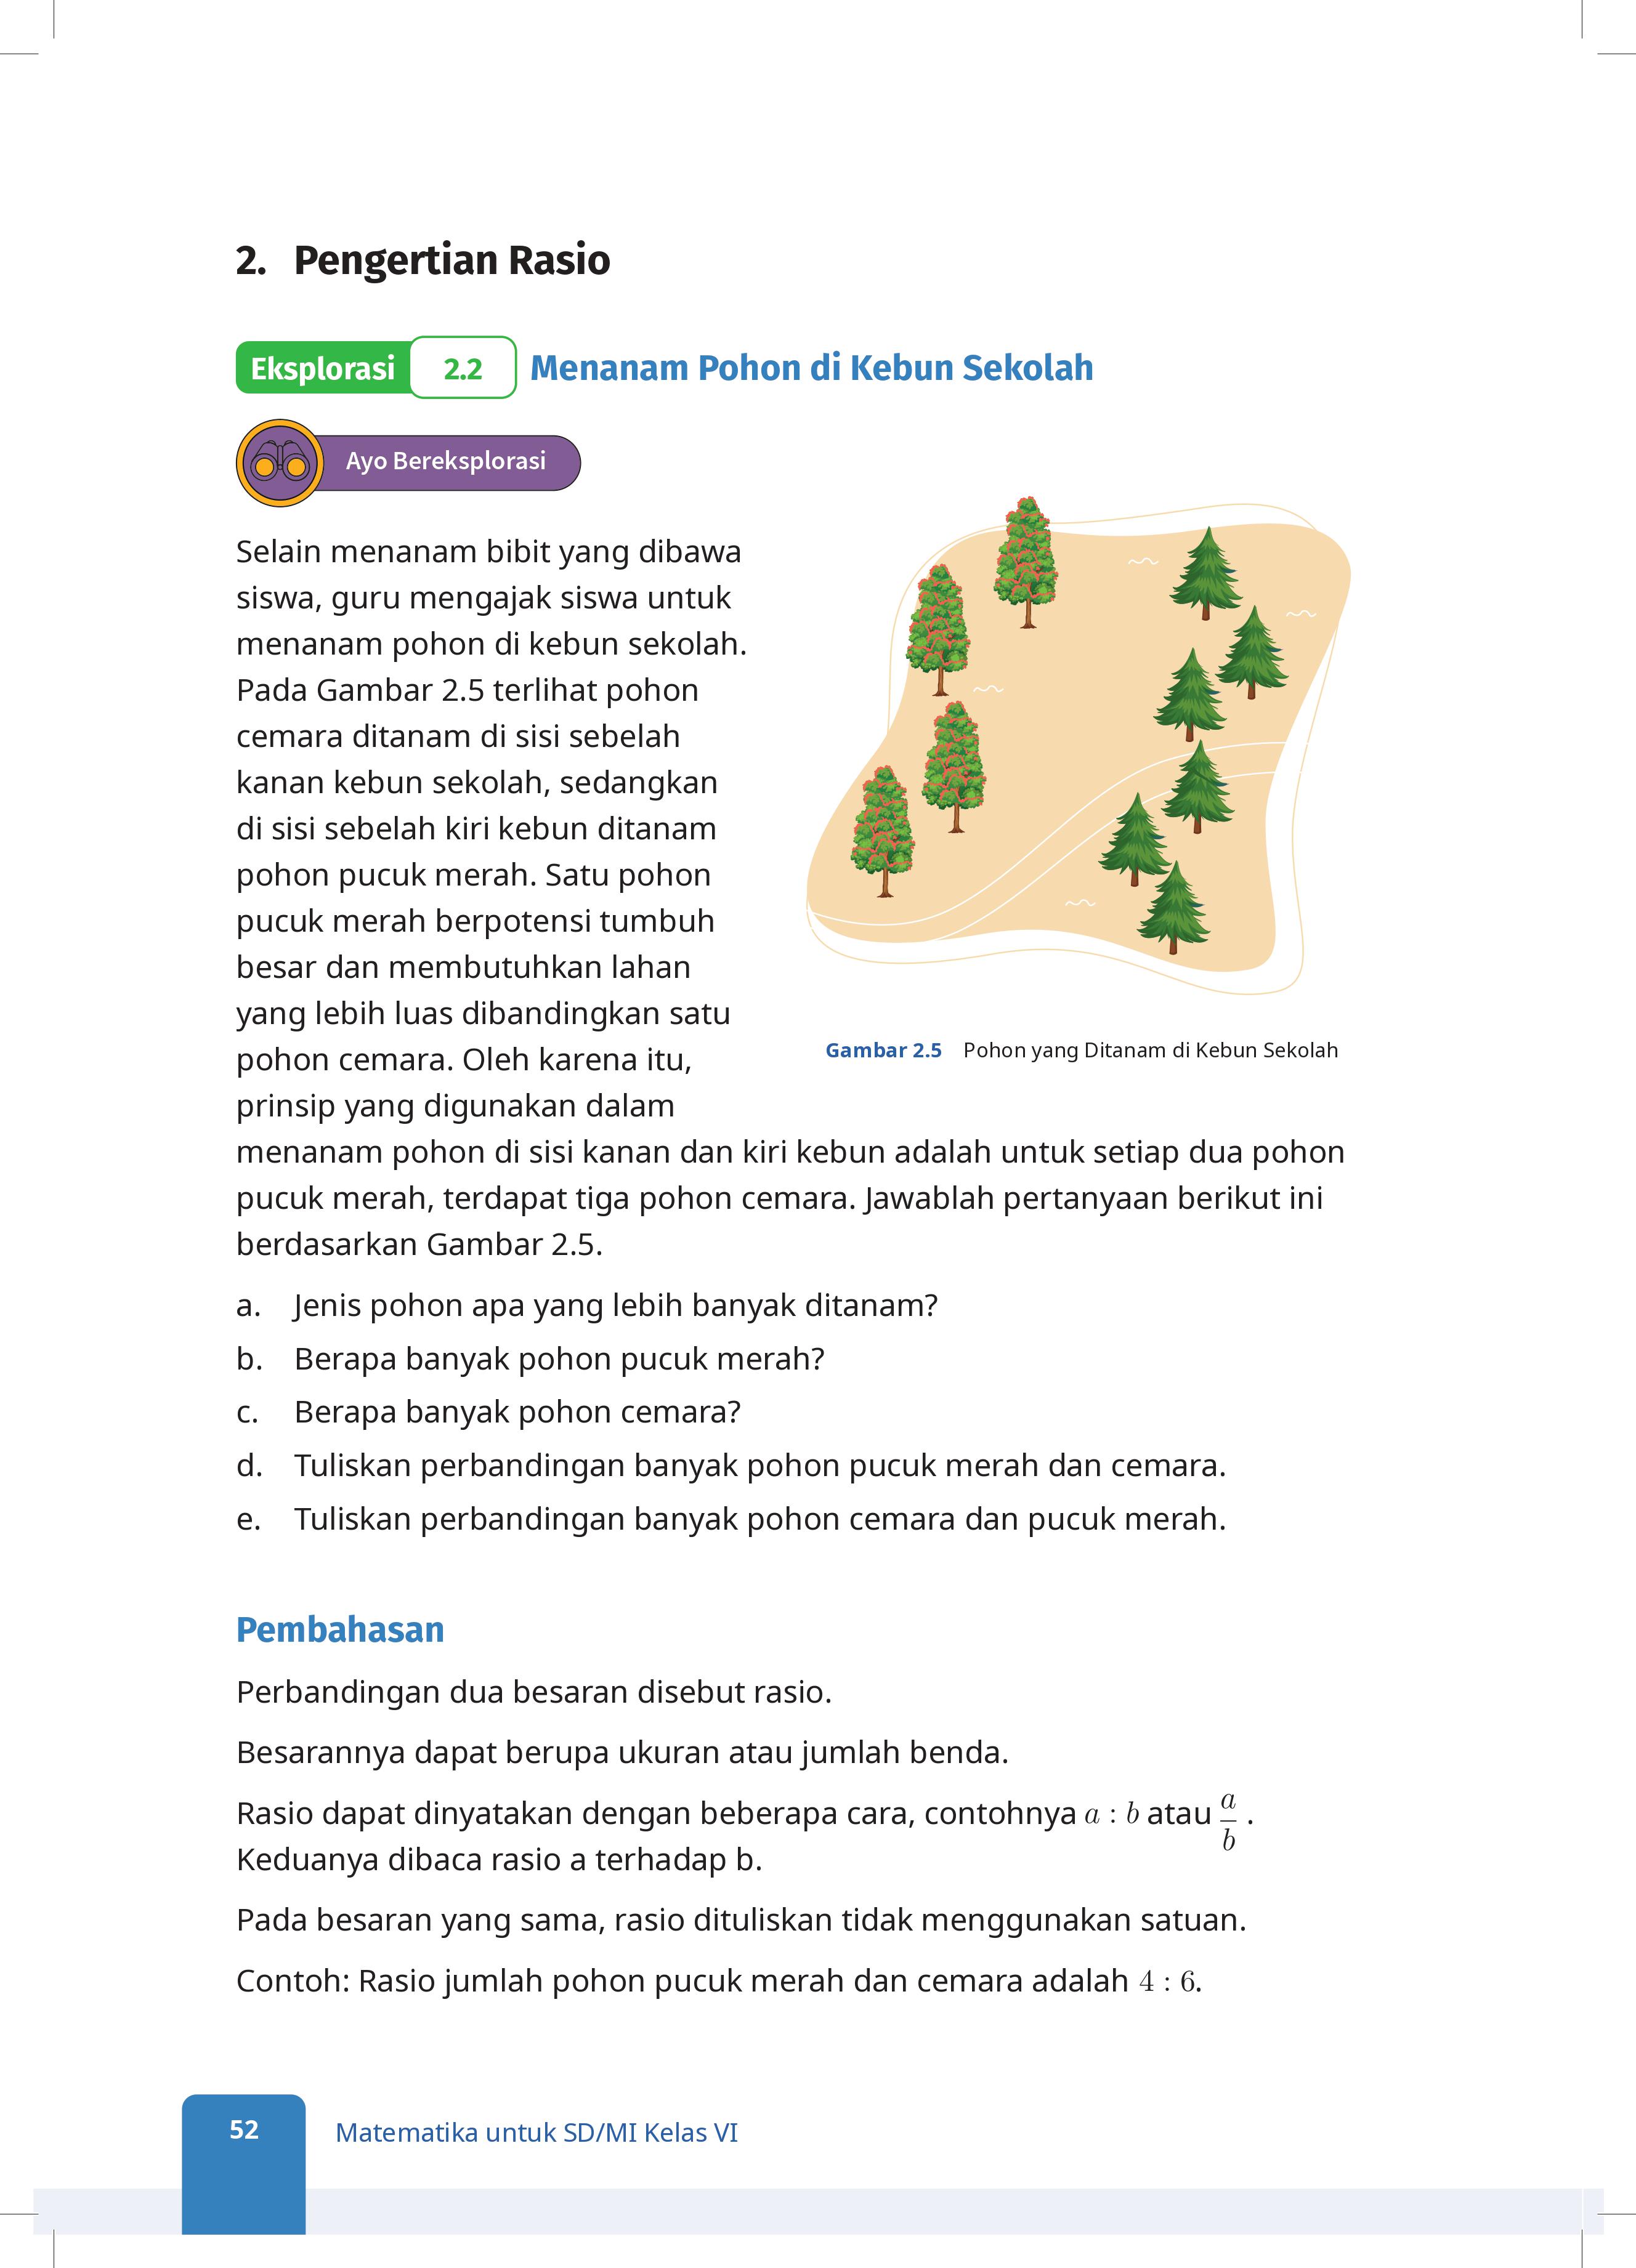 2. Pengertian Rasio
Eksplorasi 2.2 Menanam Pohon di Kebun Sekolah
Ayo Bereksplorasi
Selain menanam bibit yang dibawa
siswa, guru mengajak siswa untuk
menanam pohon di kebun sekolah.
Pada Gambar 2.5 terlihat pohon
cemara ditanam di sisi sebelah
kanan kebun sekolah, sedangkan
di sisi sebelah kiri kebun ditanam
pohon pucuk merah. Satu pohon
pucuk merah berpotensi tumbuh
besar dan membutuhkan lahan
yang lebih luas dibandingkan satu
pohon cemara. Oleh karena itu,
prinsip yang digunakan dalam
menanam pohon di sisi kanan dan kiri kebun adalah untuk setiap dua pohon
pucuk merah, terdapat tiga pohon cemara. Jawablah pertanyaan berikut ini
berdasarkan Gambar 2.5.
Gambar 2.5 Pohon yang Ditanam di Kebun Sekolah
a. Jenis pohon apa yang lebih banyak ditanam?
b. Berapa banyak pohon pucuk merah?
c. Berapa banyak pohon cemara?
d. Tuliskan perbandingan banyak pohon pucuk merah dan cemara.
e. Tuliskan perbandingan banyak pohon cemara dan pucuk merah.
Pembahasan
Perbandingan dua besaran disebut rasio.
Besarannya dapat berupa ukuran atau jumlah benda.
Rasio dapat dinyatakan dengan beberapa cara, contohnya a : b atau a/b .
Keduanya dibaca rasio a terhadap b.
Pada besaran yang sama, rasio dituliskan tidak menggunakan satuan.
Contoh: Rasio jumlah pohon pucuk merah dan cemara adalah 4 : 6.
52 Matematika untuk SD/MI Kelas VI